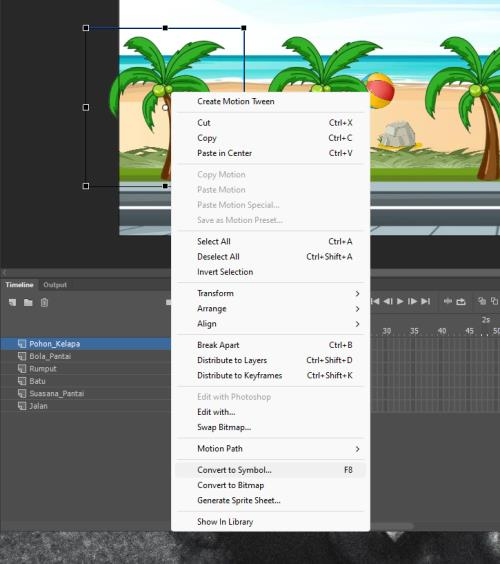 Create Motion Tween
Cut Ctrl+X
Copy Ctrl+C
Paste in Center Ctrl+V
Copy Motion
Paste Motion
Paste Motion Special...
Save as Motion Preset...
Select All Ctrl+A
Deselect All Ctrl+Shift+A
Invert Selection
Transform
Arrange
Align
Break Apart Ctrl+B
Distribute to Layers Ctrl+Shift+D
Distribute to Keyframes Ctrl+Shift+K
Edit with Photoshop
Edit with...
Swap Bitmap...
Motion Path
Convert to Symbol... F8
Convert to Bitmap
Generate Sprite Sheet...
Show In Library
Timeline Output
2s
30 35 40 45 50
Pohon_Kelapa
Bola_Pantai
Rumput
Batu
Suasana_Pantai
Jalan